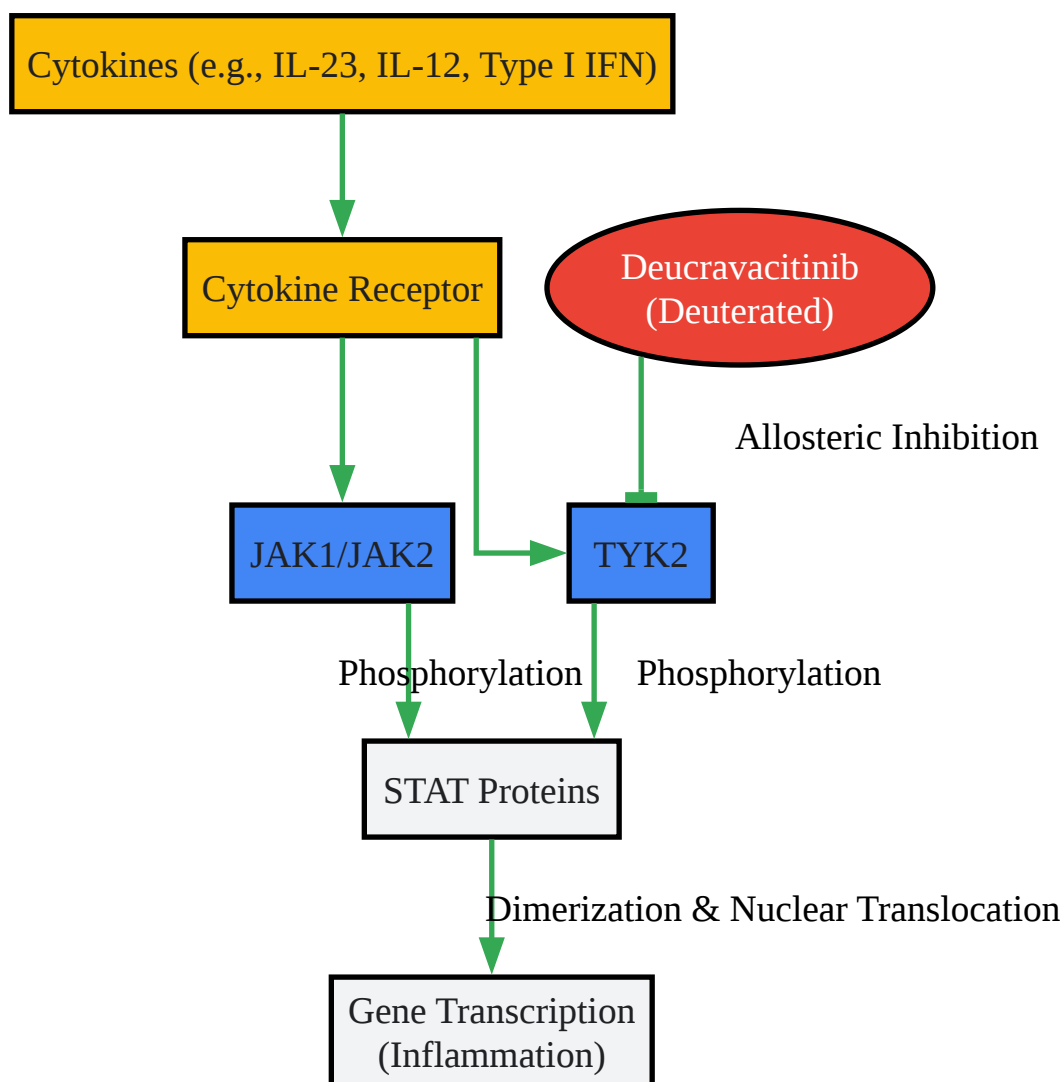 Cytokines (e.g., IL-23, IL-12, Type I IFN)
Cytokine Receptor
Deucravacitinib
(Deuterated)
Allosteric Inhibition
JAK1/JAK2
TYK2
Phosphorylation
Phosphorylation
STAT Proteins
Dimerization & Nuclear Translocation
Gene Transcription
(Inflammation)